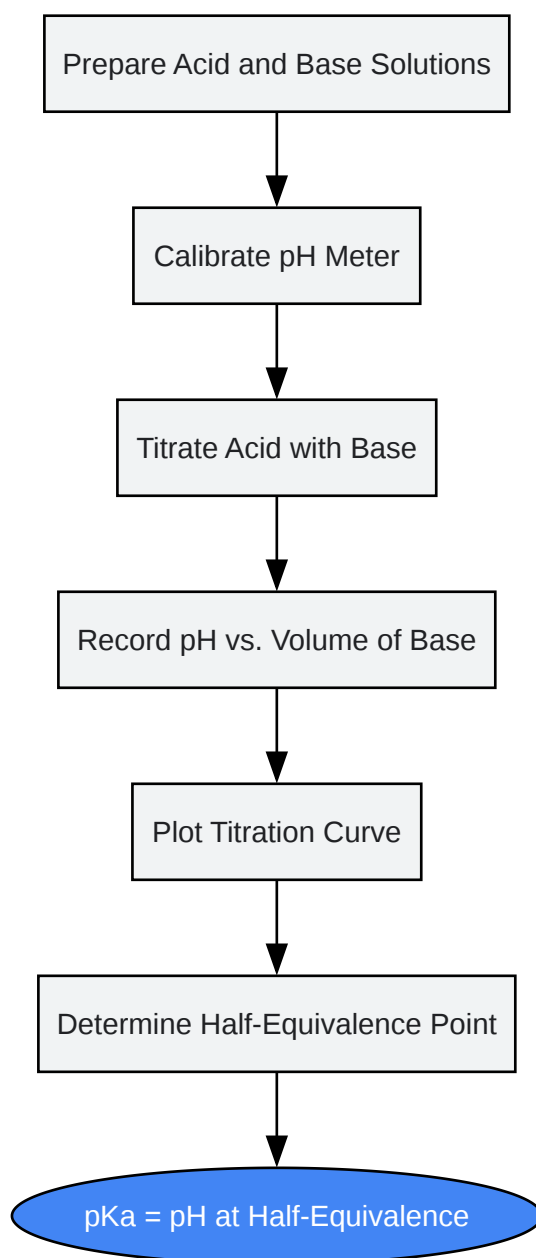 Prepare Acid and Base Solutions
Calibrate pH Meter
Titrate Acid with Base
Record pH vs. Volume of Base
Plot Titration Curve
Determine Half-Equivalence Point
pKa = pH at Half-Equivalence